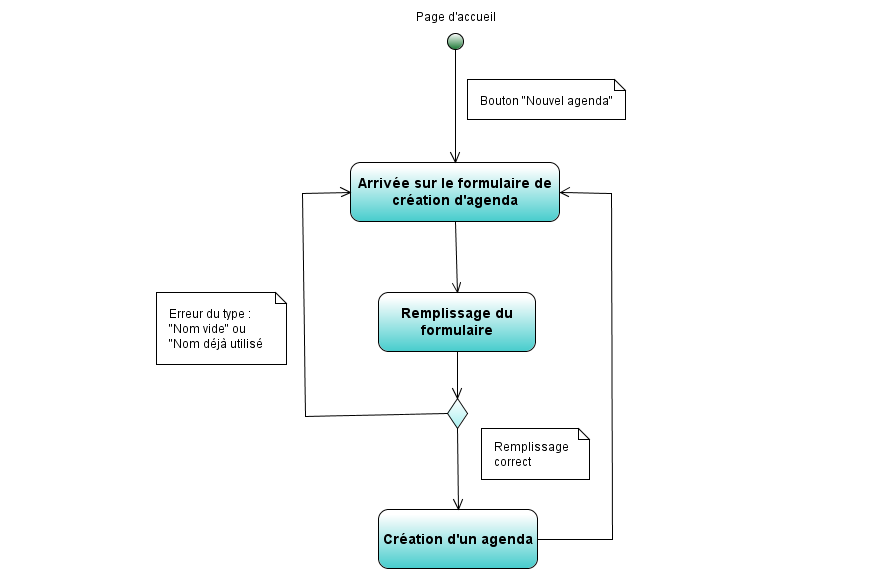 Page d'accueil
Bouton "Nouvel agenda"
Arrivée sur le formulaire de
création d'agenda
Erreur du type :
"Nom vide" ou
"Nom déjà utilisé
Remplissage du
formulaire
Remplissage
correct
Création d'un agenda